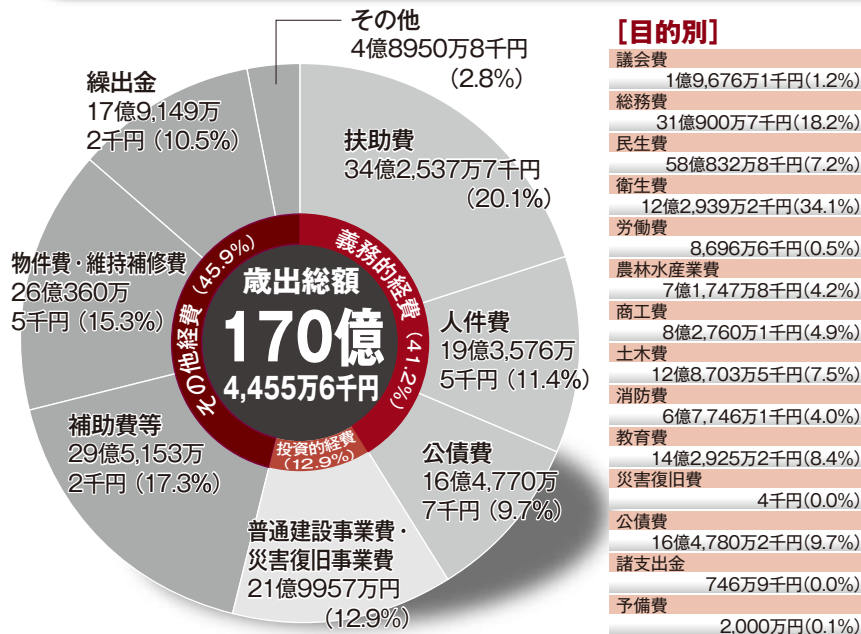 その他
4億8950万8千円
(2.8%)
扶助費
34億2,537万7千円
(20.1%)
人件費
19億3,576万
5千円(11.4%)
公債費
16億4,770万
7千円(9.7%)
普通建設事業費・
災害復旧事業費
21億9957万円
(12.9%)
補助費等
29億5,153万
2千円(17.3%)
物件費・維持補修費
26億360万
5千円(15.3%)
繰出金
17億9,149万
2千円(10.5%)
義務的経費(41.2%)
投資的経費
(12.9%)
その他経費(45.9%)
歳出総額
170億
4,455万6千円
[目的別]
議会費
1億9,676万1千円(1.2%)
総務費
31億900万7千円(18.2%)
民生費
58億832万8千円(7.2%)
衛生費
12億2,939万2千円(34.1%)
労働費
8,696万6千円(0.5%)
農林水産業費
7億1,747万8千円(4.2%)
商工費
8億2,760万1千円(4.9%)
土木費
12億8,703万5千円(7.5%)
消防費
6億7,746万1千円(4.0%)
教育費
14億2,925万2千円(8.4%)
災害復旧費
4千円(0.0%)
公債費
16億4,780万2千円(9.7%)
諸支出金
746万9千円(0.0%)
予備費
2,000万円(0.1%)